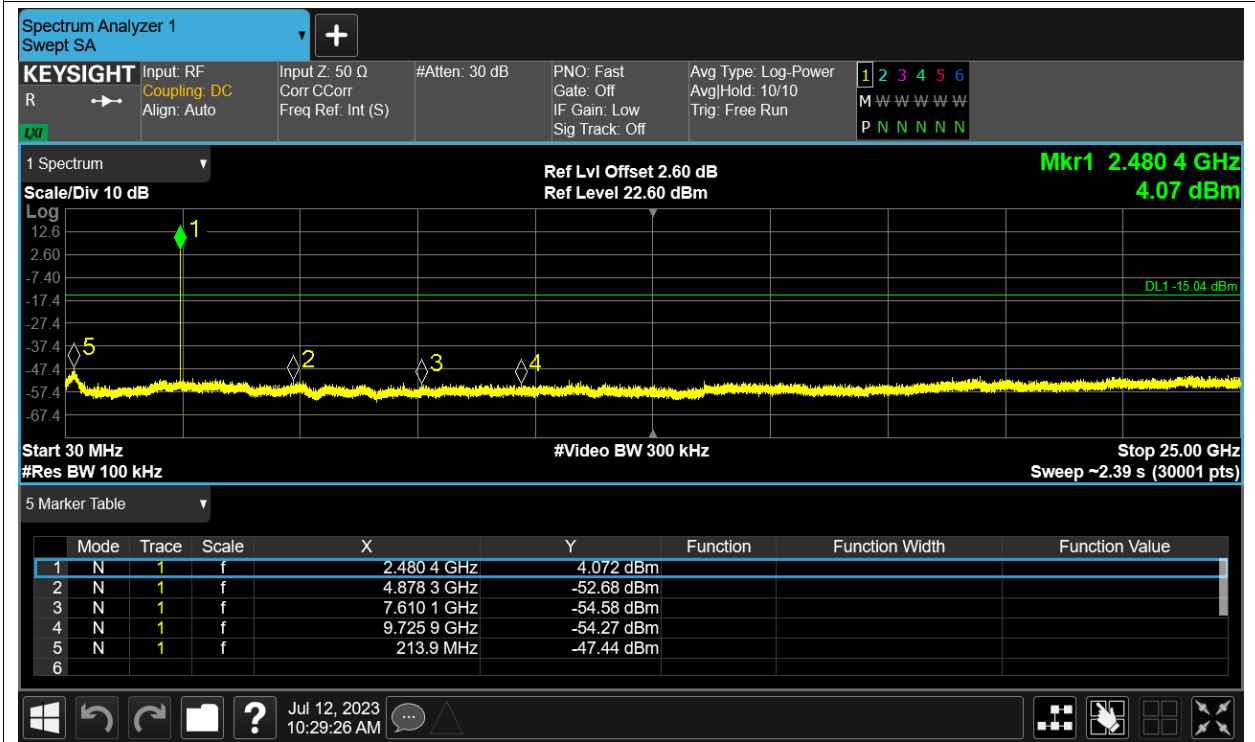 Spectrum Analyzer 1
Swept SA
+
KEYSIGHT Input: RF Input Z: 50 Ω #Atten: 30 dB PNO: Fast Avg Type: Log-Power 1 2 3 4 5 6
R Coupling: DC Corr CCorr Gate: Off Avg|Hold: 10/10 M W W W W W
Align: Auto Freq Ref: Int (S) IF Gain: Low Trig: Free Run
LXI Sig Track: Off P N N N N N
1 Spectrum Ref Lvl Offset 2.60 dB Mkr1 2.480 4 GHz
Scale/Div 10 dB Ref Level 22.60 dBm 4.07 dBm
Log
12.6 1
2.60
-7.40
DL1 -15.04 dBm
-17.4
-27.4
-37.4 5
2 3 4
-47.4
-57.4
-67.4
Start 30 MHz #Video BW 300 kHz Stop 25.00 GHz
#Res BW 100 kHz Sweep ~2.39 s (30001 pts)
5 Marker Table
Mode Trace Scale X Y Function Function Width Function Value
1 N 1 f 2.480 4 GHz 4.072 dBm
2 N 1 f 4.878 3 GHz -52.68 dBm
3 N 1 f 7.610 1 GHz -54.58 dBm
4 N 1 f 9.725 9 GHz -54.27 dBm
5 N 1 f 213.9 MHz -47.44 dBm
6
? Jul 12, 2023
10:29:26 AM